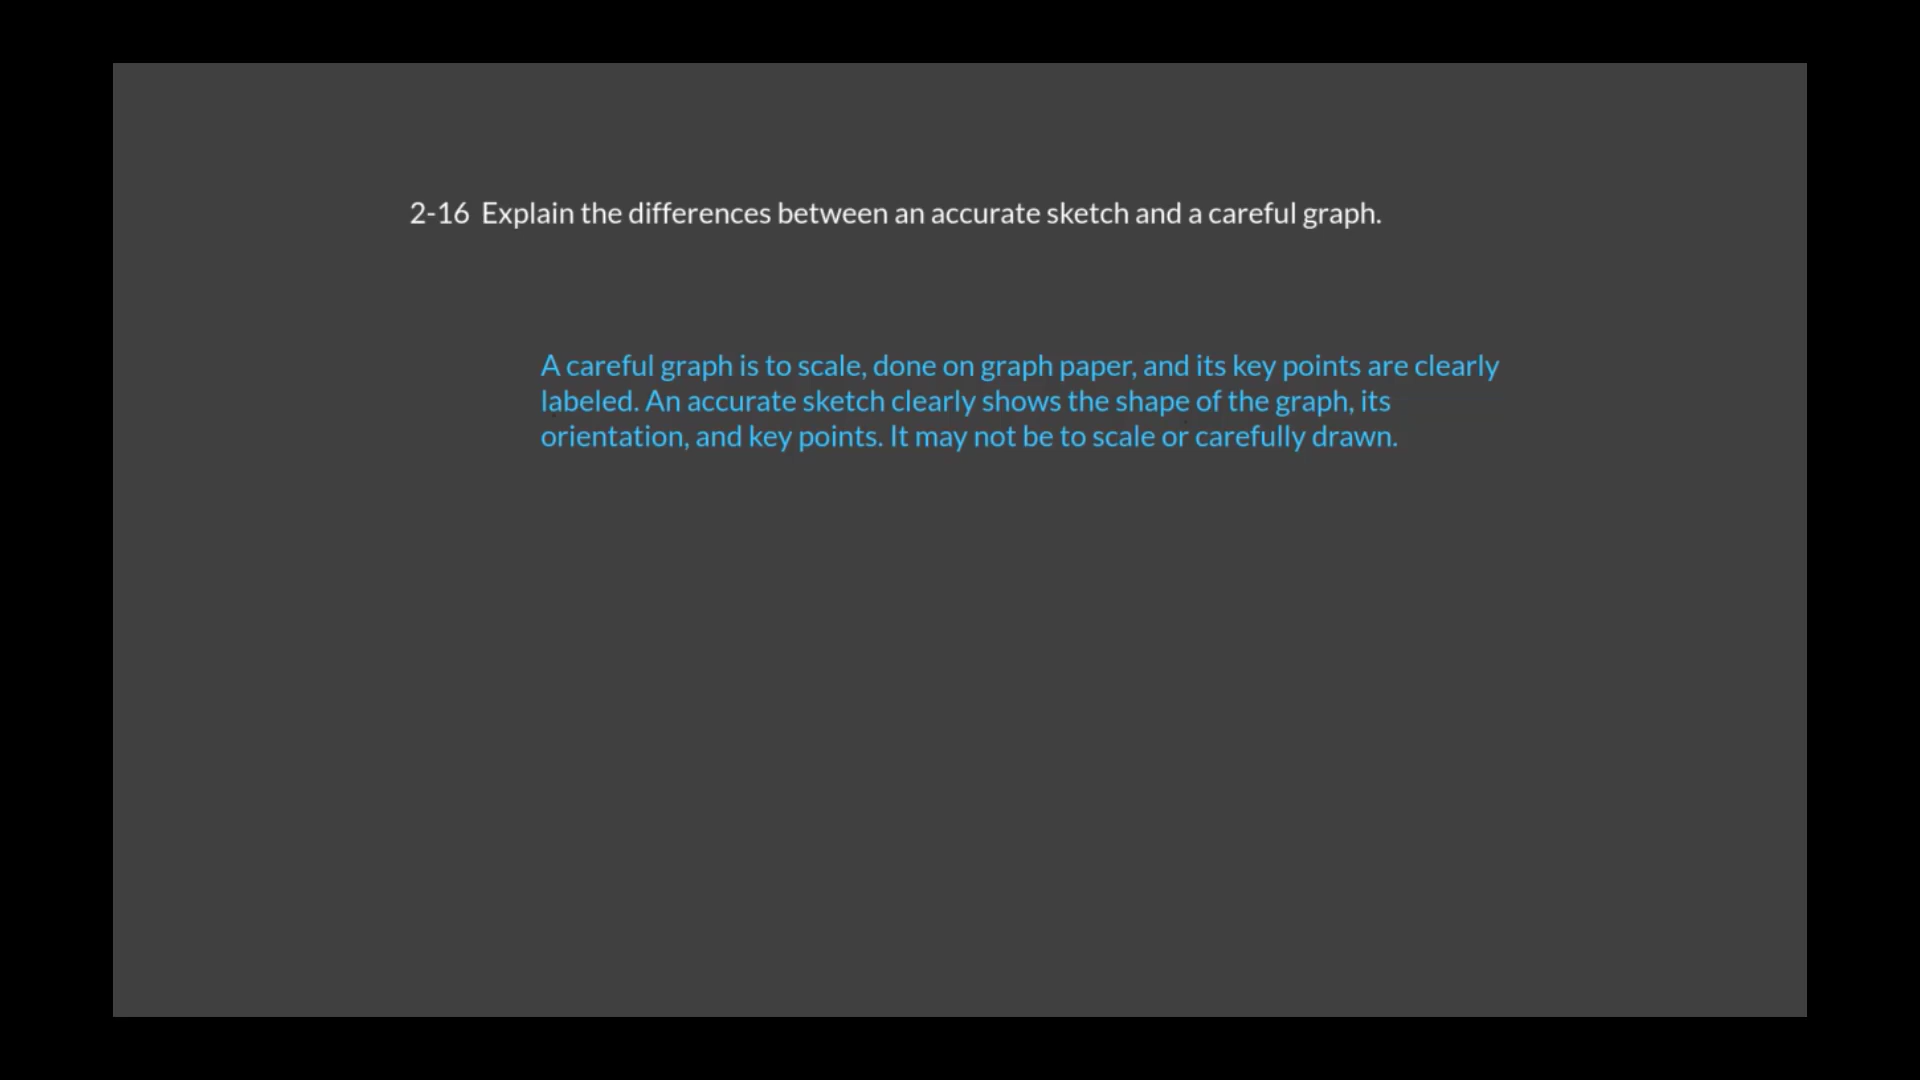 2-16 Explain the differences between an accurate sketch and a careful graph.
A careful graph is to scale, done on graph paper, and its key points are clearly
labeled. An accurate sketch clearly shows the shape of the graph, its
orientation, and key points. It may not be to scale or carefully drawn.